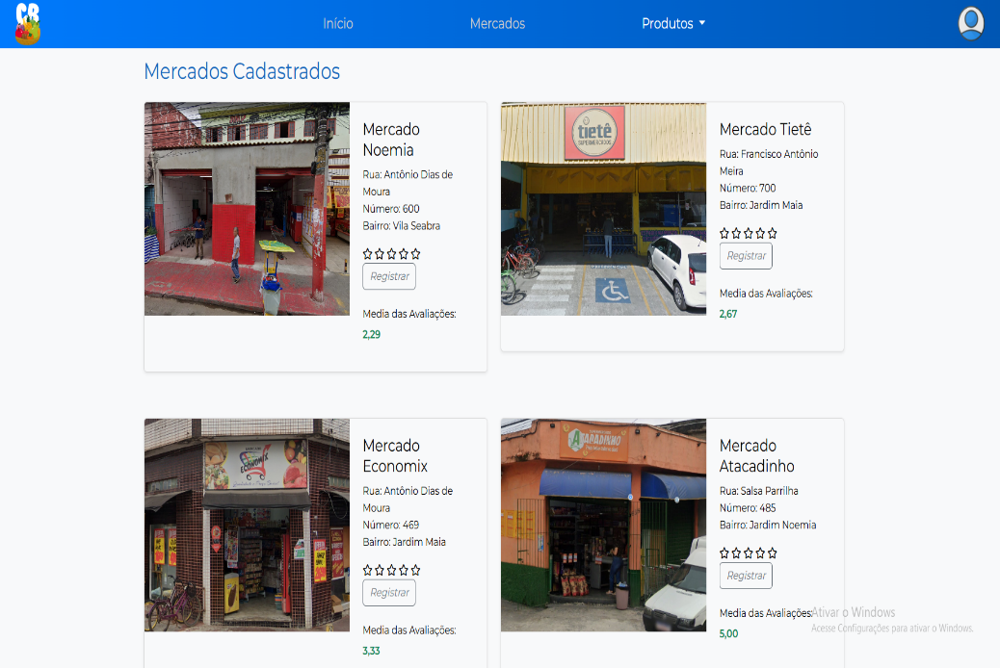 CB
Início
Mercados
Produtos
Mercados Cadastrados
Mercado
Noemia
Rua: Antônio Dias de
Moura
Número: 600
Bairro: Vila Seabra
Registrar
Media das Avaliações:
2,29
tietê
SUPERMERCADOS
Mercado Tietê
Rua: Francisco Antônio
Meira
Número: 700
Bairro: Jardim Maia
Registrar
Media das Avaliações:
2,67
ECONOMIX
Mercado
Economix
Rua: Antônio Dias de
Moura
Número: 469
Bairro: Jardim Maia
Registrar
Media das Avaliações:
3,33
Mercado
Atacadinho
Rua: Salsa Parrilha
Número: 485
Bairro: Jardim Noemia
Registrar
Media das Avaliações:
5,00
Ativar o Windows
Acesse Configurações para ativar o Windows.